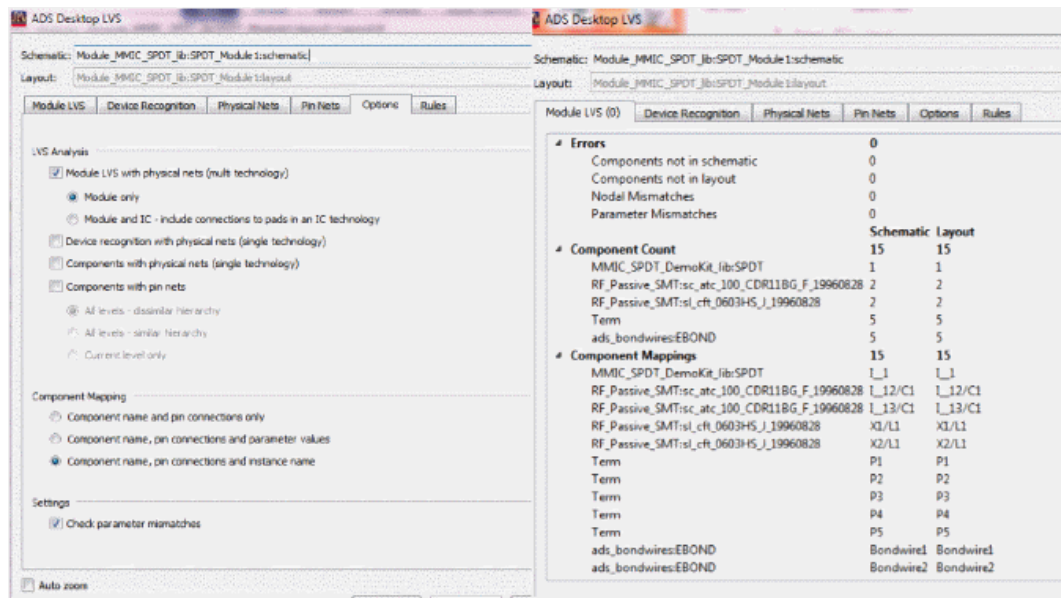 ADS Desktop LVS
Schematic: Module_MMIC_SPDT_lib:SPDT_Module1:schematic
Layout: Module_MMIC_SPDT_lib:SPDT_Module1:layout
Module LVS Device Recognition Physical Nets Pin Nets Options Rules
LVS Analysis
Module LVS with physical nets (multi technology)
Module only
Module and IC - include connections to pads in an IC technology
Device recognition with physical nets (single technology)
Components with physical nets (single technology)
Components with pin nets
All levels - dissimilar hierarchy
All levels - similar hierarchy
Current level only
Component Mapping
Component name and pin connections only
Component name, pin connections and parameter values
Component name, pin connections and instance name
Settings
Check parameter mismatches
Auto zoom
ADS Desktop LVS
Schematic: Module_MMIC_SPDT_lib:SPDT_Module1:schematic
Layout: Module_MMIC_SPDT_lib:SPDT_Module1:layout
Module LVS (0) Device Recognition Physical Nets Pin Nets Options Rules
Errors 0
Components not in schematic 0
Components not in layout 0
Nodal Mismatches 0
Parameter Mismatches 0
Schematic Layout
Component Count 15 15
MMIC_SPDT_DemoKit_lib:SPDT 1 1
RF_Passive_SMT:sc_atc_100_CDR11BG_F_19960828 2 2
RF_Passive_SMT:sl_cft_0603HS_J_19960828 2 2
Term 5 5
ads_bondwires:EBOND 5 5
Component Mappings 15 15
MMIC_SPDT_DemoKit_lib:SPDT I_1 I_1
RF_Passive_SMT:sc_atc_100_CDR11BG_F_19960828 I_12/C1 I_12/C1
RF_Passive_SMT:sc_atc_100_CDR11BG_F_19960828 I_13/C1 I_13/C1
RF_Passive_SMT:sl_cft_0603HS_J_19960828 X1/L1 X1/L1
RF_Passive_SMT:sl_cft_0603HS_J_19960828 X2/L1 X2/L1
Term P1 P1
Term P2 P2
Term P3 P3
Term P4 P4
Term P5 P5
ads_bondwires:EBOND Bondwire1 Bondwire1
ads_bondwires:EBOND Bondwire2 Bondwire2